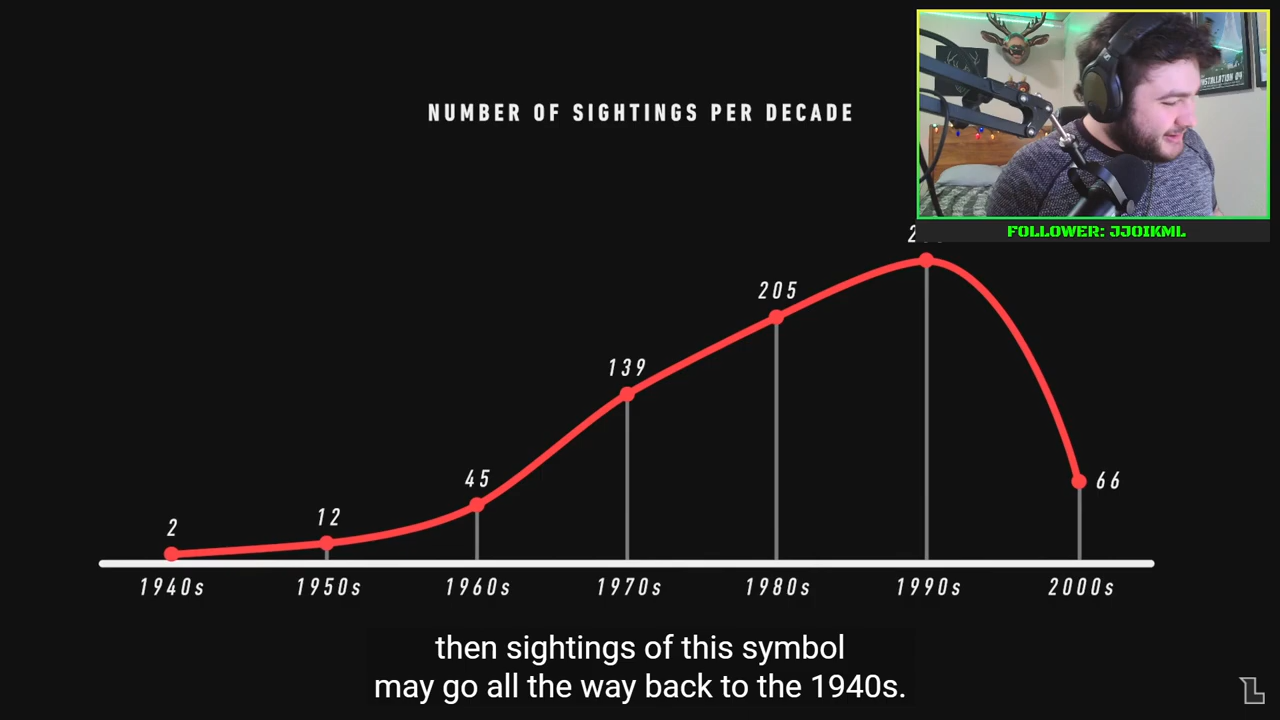 NUMBER OF SIGHTINGS PER DECADE
FOLLOWER: JJOIKML
205
139
45
12
2
66
1940s 1950s 1960s 1970s 1980s 1990s 2000s
then sightings of this symbol
may go all the way back to the 1940s.